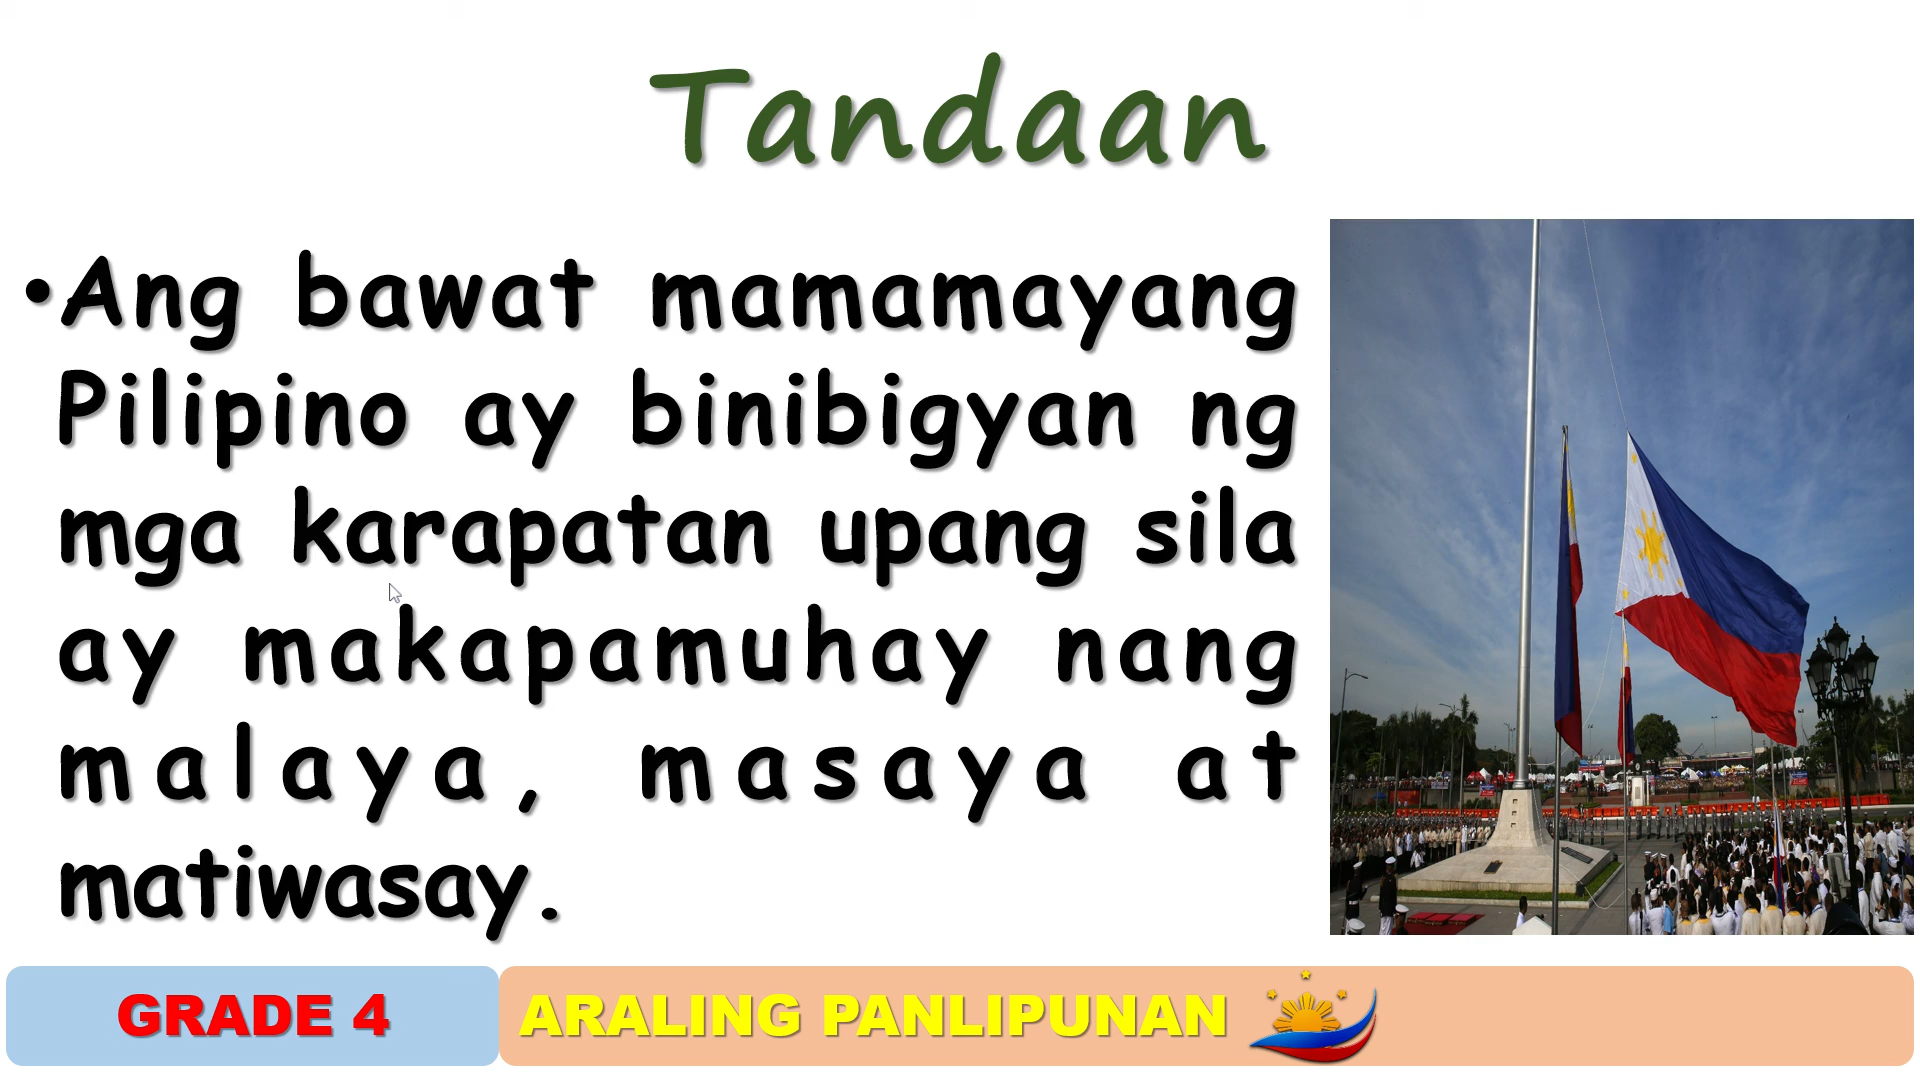 Tandaan
•Ang bawat mamamayang
Pilipino ay binibigyan ng
mga karapatan upang sila
ay makapamuhay nang
malaya, masaya at
matiwasay.
GRADE 4
ARALING PANLIPUNAN